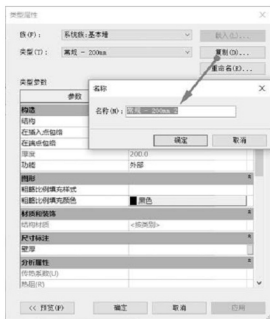 类型属性
族(F): 系统族:基本墙 载入(L)...
类型(T): 常规 - 200mm 复制(D)...
重命名(R)...
类型参数
参数
名称
名称(N): 常规 - 200mm 2
确定 取消
构造
结构
在插入点包络
在端点包络
厚度 200.0
功能 外部
图形
粗略比例填充样式
粗略比例填充颜色 黑色
材质和装饰
结构材质 <按类别>
尺寸标注
壁厚
分析属性
传热系数(U)
热阻(R)
<< 预览(P) 确定 取消 应用